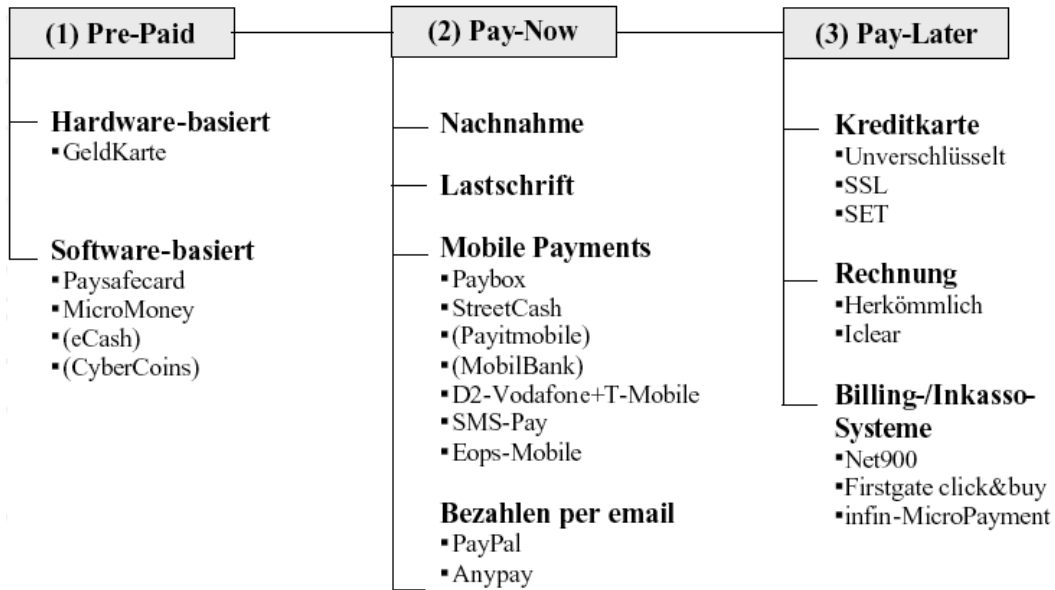 (1) Pre-Paid
Hardware-basiert
▪GeldKarte
Software-basiert
▪Paysafecard
▪MicroMoney
▪(eCash)
▪(CyberCoins)
(2) Pay-Now
Nachnahme
Lastschrift
Mobile Payments
▪Paybox
▪StreetCash
▪(Payitmobile)
▪(MobilBank)
▪D2-Vodafone+T-Mobile
▪SMS-Pay
▪Eops-Mobile
Bezahlen per email
▪PayPal
▪Anypay
(3) Pay-Later
Kreditkarte
▪Unverschlüsselt
▪SSL
▪SET
Rechnung
▪Herkömmlich
▪Iclear
Billing-/Inkasso-
Systeme
▪Net900
▪Firstgate click&buy
▪infin-MicroPayment